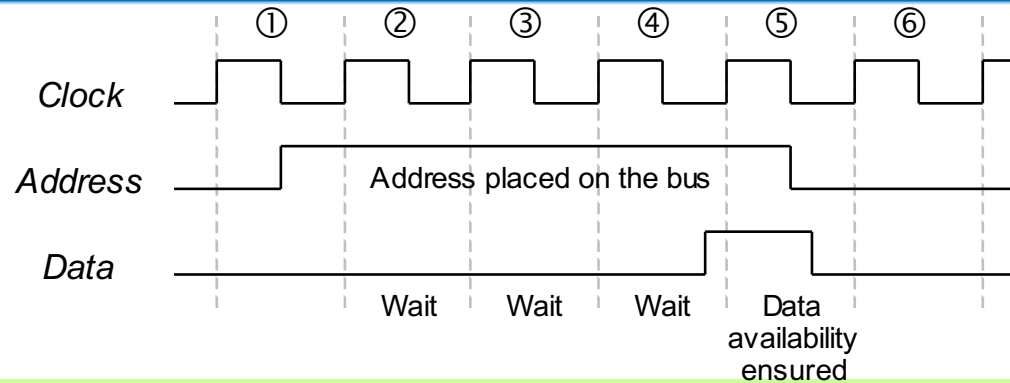 ① ② ③ ④ ⑤ ⑥
Clock
Address
Address placed on the bus
Data
Wait Wait Wait Data
availability
ensured